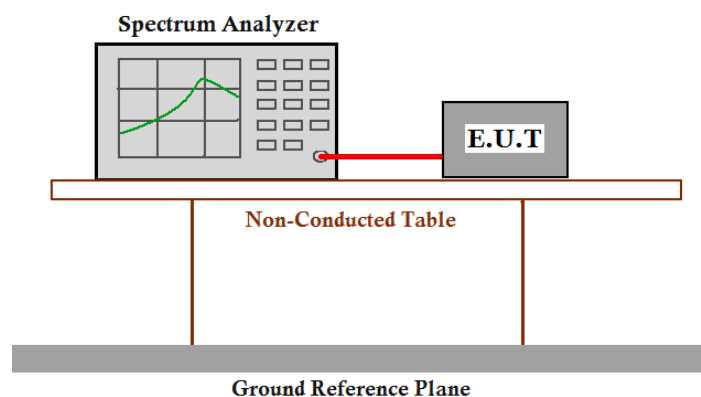 Spectrum Analyzer
E.U.T
Non-Conducted Table
Ground Reference Plane